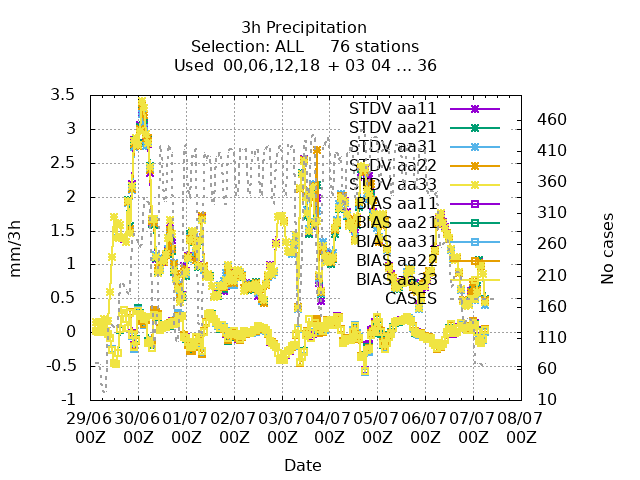 3h Precipitation
Selection: ALL 76 stations
Used 00,06,12,18 + 03 04 ... 36
3.5
3
2.5
2
1.5
1
0.5
0
-0.5
-1
mm/3h
STDV aa11
STDV aa21
STDV aa31
STDV aa22
STDV aa33
BIAS aa11
BIAS aa21
BIAS aa31
BIAS aa22
BIAS aa33
CASES
460
410
360
310
260
210
160
110
60
10
No cases
29/06 30/06 01/07 02/07 03/07 04/07 05/07 06/07 07/07 08/07
00Z 00Z 00Z 00Z 00Z 00Z 00Z 00Z 00Z 00Z
Date